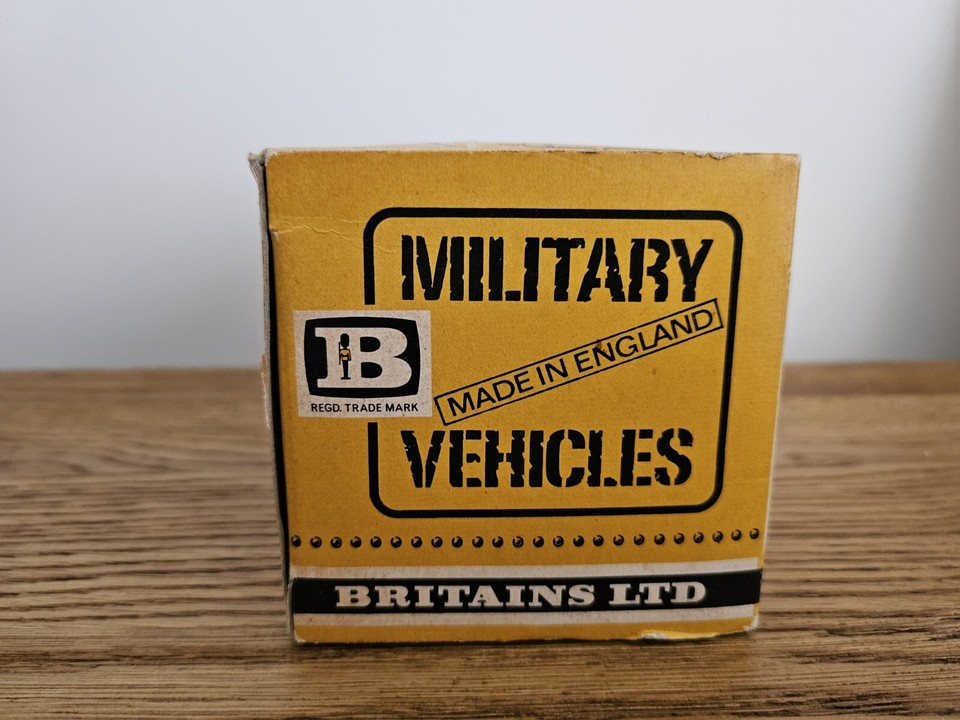 MILITARY
B
REGD. TRADE MARK
MADE IN ENGLAND
VEHICLES
BRITAINS LTD